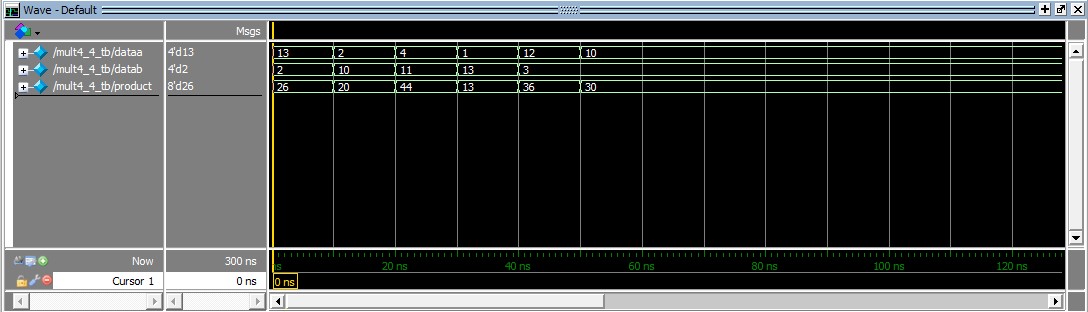 Wave - Default
Msgs
/mult4_4_tb/dataa 4'd13 13 2 4 1 12 10
/mult4_4_tb/datab 4'd2 2 10 11 13 3
/mult4_4_tb/product 8'd26 26 20 44 13 36 30
Now 300 ns ns 20 ns 40 ns 60 ns 80 ns 100 ns 120 ns
Cursor 1 0 ns 0 ns